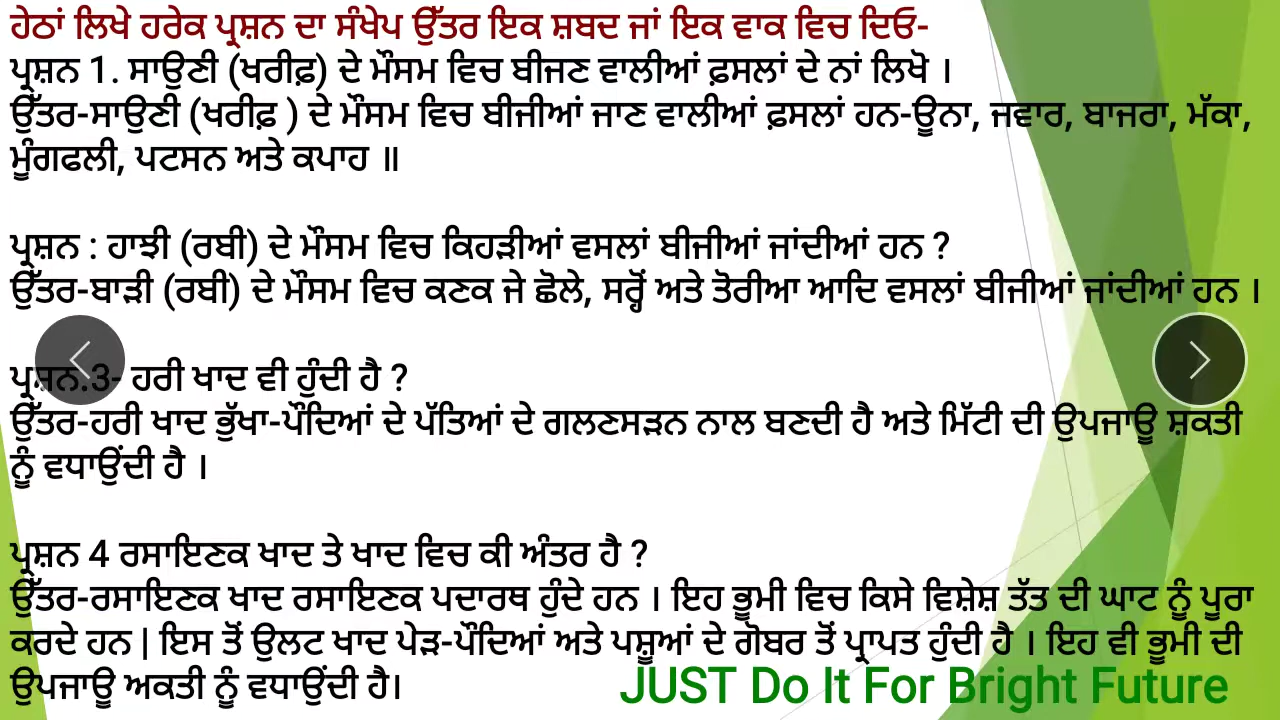 ਹੇਠਾਂ ਲਿਖੇ ਹਰੇਕ ਪ੍ਰਸ਼ਨ ਦਾ ਸੰਖੇਪ ਉੱਤਰ ਇਕ ਸ਼ਬਦ ਜਾਂ ਇਕ ਵਾਕ ਵਿਚ ਦਿਓ-
ਪ੍ਰਸ਼ਨ 1. ਸਾਉਣੀ (ਖਰੀਫ਼) ਦੇ ਮੌਸਮ ਵਿਚ ਬੀਜਣ ਵਾਲੀਆਂ ਫ਼ਸਲਾਂ ਦੇ ਨਾਂ ਲਿਖੋ ।
ਉੱਤਰ-ਸਾਉਣੀ (ਖਰੀਫ਼ ) ਦੇ ਮੌਸਮ ਵਿਚ ਬੀਜੀਆਂ ਜਾਣ ਵਾਲੀਆਂ ਫ਼ਸਲਾਂ ਹਨ-ਊਨਾ, ਜਵਾਰ, ਬਾਜਰਾ, ਮੱਕਾ,
ਮੂੰਗਫਲੀ, ਪਟਸਨ ਅਤੇ ਕਪਾਹ ॥
ਪ੍ਰਸ਼ਨ : ਹਾਝੀ (ਰਬੀ) ਦੇ ਮੌਸਮ ਵਿਚ ਕਿਹੜੀਆਂ ਵਸਲਾਂ ਬੀਜੀਆਂ ਜਾਂਦੀਆਂ ਹਨ ?
ਉੱਤਰ-ਬਾੜੀ (ਰਬੀ) ਦੇ ਮੌਸਮ ਵਿਚ ਕਣਕ ਜੇ ਛੋਲੇ, ਸਰ੍ਹੋਂ ਅਤੇ ਤੋਰੀਆ ਆਦਿ ਵਸਲਾਂ ਬੀਜੀਆਂ ਜਾਂਦੀਆਂ ਹਨ ।
ਪ੍ਰਸ਼ਨ.3- ਹਰੀ ਖਾਦ ਵੀ ਹੁੰਦੀ ਹੈ ?
ਉੱਤਰ-ਹਰੀ ਖਾਦ ਭੁੱਖਾ-ਪੌਦਿਆਂ ਦੇ ਪੱਤਿਆਂ ਦੇ ਗਲਣਸੜਨ ਨਾਲ ਬਣਦੀ ਹੈ ਅਤੇ ਮਿੱਟੀ ਦੀ ਉਪਜਾਊ ਸ਼ਕਤੀ
ਨੂੰ ਵਧਾਉਂਦੀ ਹੈ ।
ਪ੍ਰਸ਼ਨ 4 ਰਸਾਇਣਕ ਖਾਦ ਤੇ ਖਾਦ ਵਿਚ ਕੀ ਅੰਤਰ ਹੈ ?
ਉੱਤਰ-ਰਸਾਇਣਕ ਖਾਦ ਰਸਾਇਣਕ ਪਦਾਰਥ ਹੁੰਦੇ ਹਨ । ਇਹ ਭੂਮੀ ਵਿਚ ਕਿਸੇ ਵਿਸ਼ੇਸ਼ ਤੱਤ ਦੀ ਘਾਟ ਨੂੰ ਪੂਰਾ
ਕਰਦੇ ਹਨ | ਇਸ ਤੋਂ ਉਲਟ ਖਾਦ ਪੇੜ-ਪੌਦਿਆਂ ਅਤੇ ਪਸ਼ੂਆਂ ਦੇ ਗੋਬਰ ਤੋਂ ਪ੍ਰਾਪਤ ਹੁੰਦੀ ਹੈ । ਇਹ ਵੀ ਭੂਮੀ ਦੀ
ਉਪਜਾਊ ਅਕਤੀ ਨੂੰ ਵਧਾਉਂਦੀ ਹੈ।
JUST Do It For Bright Future